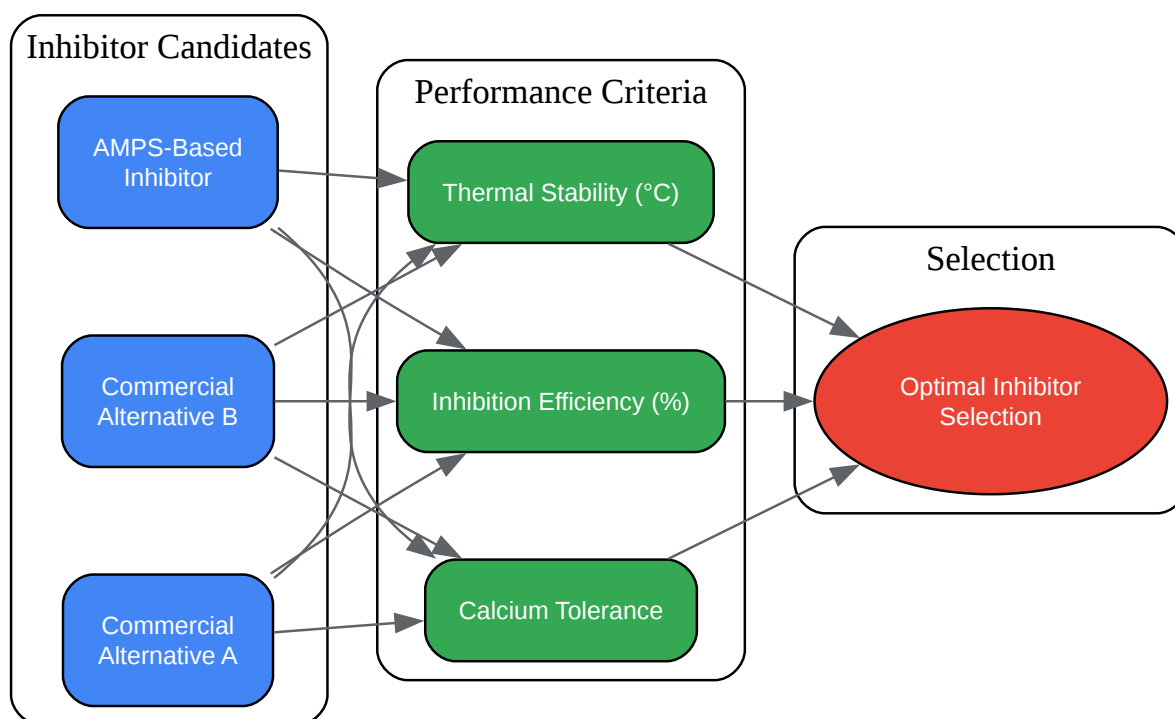 Inhibitor Candidates
AMPS-Based
Inhibitor
Commercial
Alternative B
Commercial
Alternative A
Performance Criteria
Thermal Stability (°C)
Inhibition Efficiency (%)
Calcium Tolerance
Selection
Optimal Inhibitor
Selection